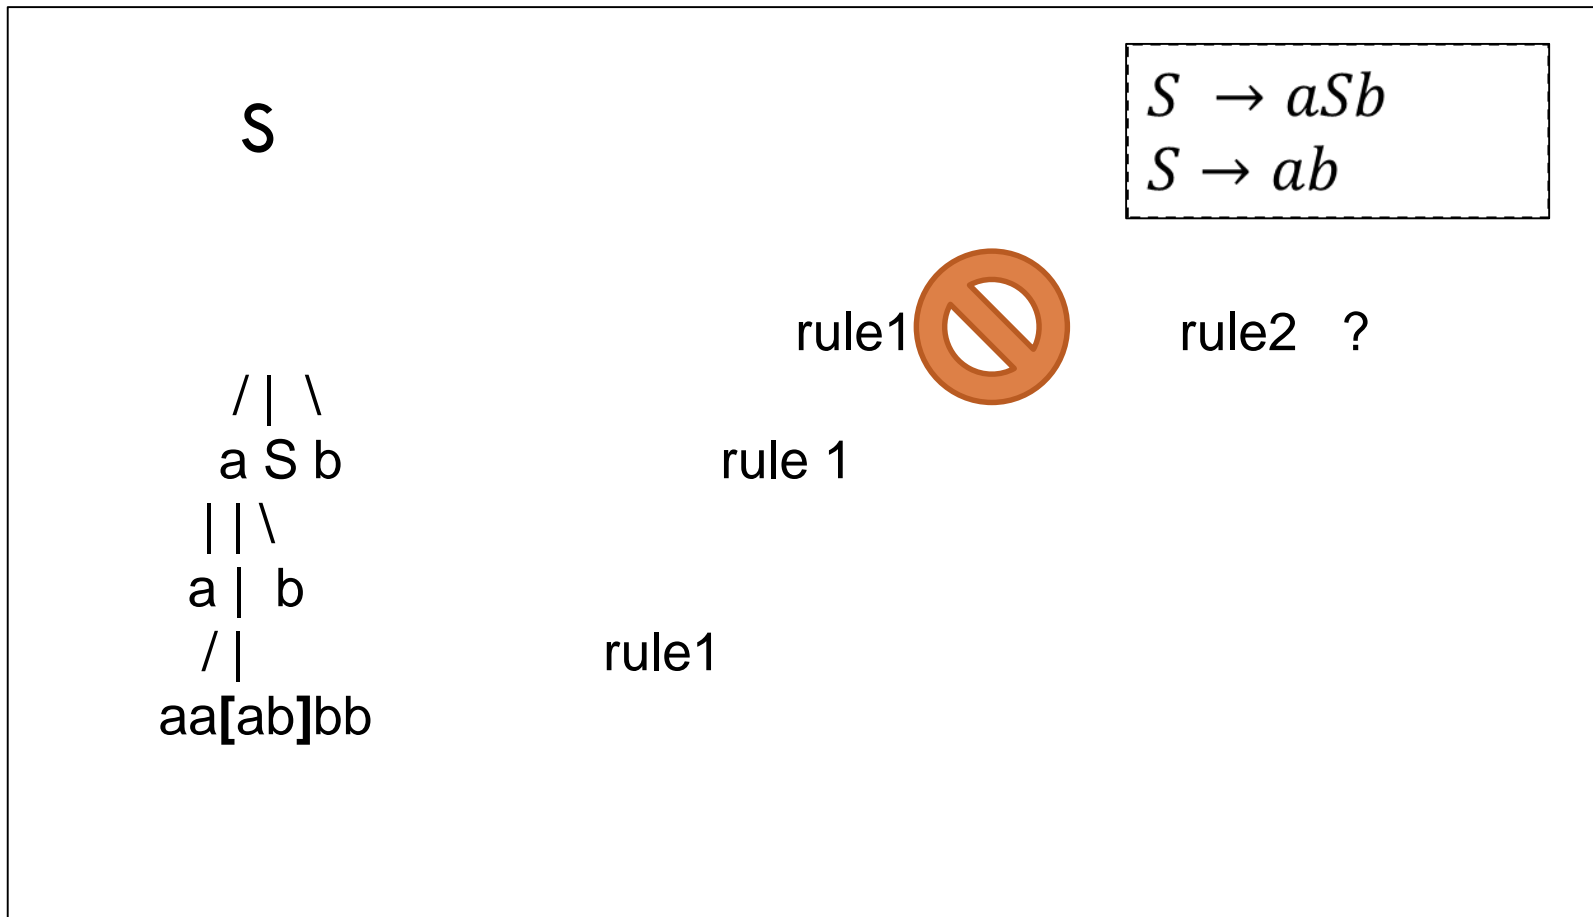 S
S → aSb
S → ab
rule1 rule2 ?
/ | \
a S b rule 1
| | \
a | b
/ | rule1
aa[ab]bb